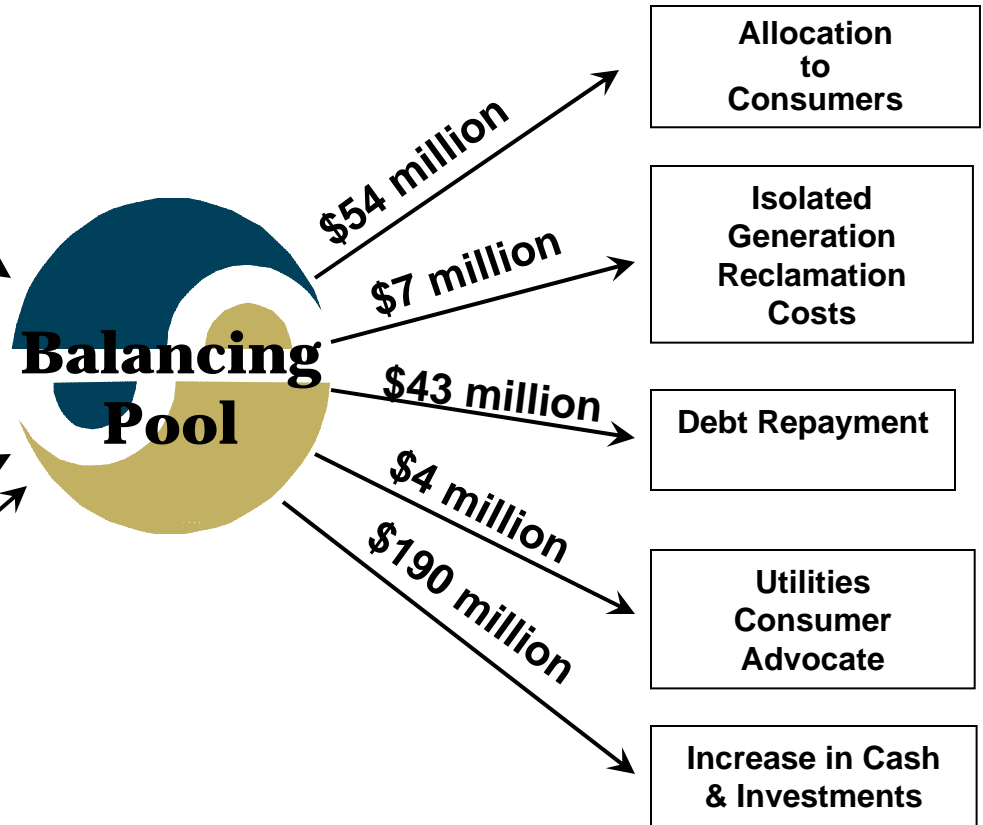 Allocation
to
Consumers
$54 million
Isolated
Generation
Reclamation
Costs
$7 million
Balancing
Pool
$43 million
Debt Repayment
$4 million
Utilities
Consumer
Advocate
$190 million
Increase in Cash
& Investments